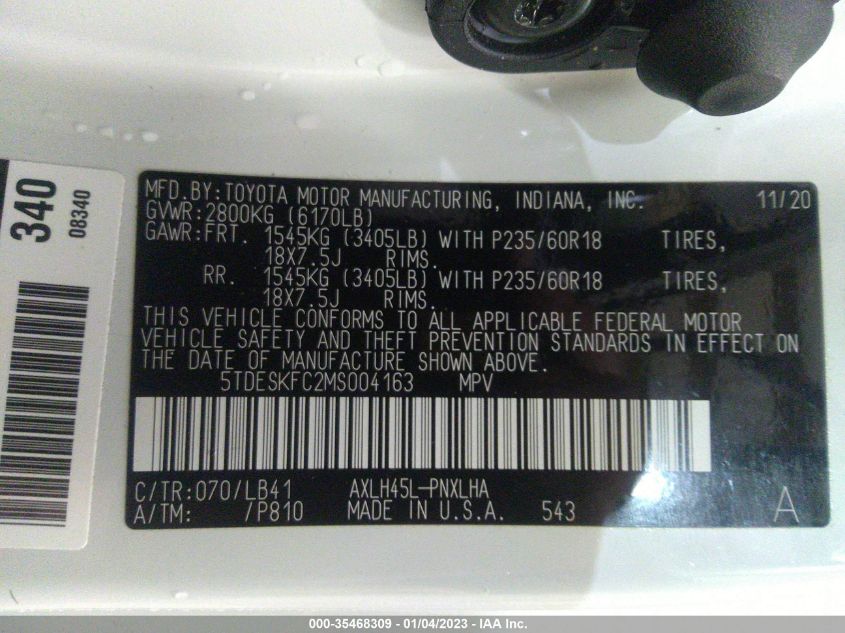 340
08340
MFD.BY:TOYOTA MOTOR MANUFACTURING, INDIANA, INC. 11/20
GVWR:2800KG (6170LB)
GAWR:FRT. 1545KG (3405LB) WITH P235/60R18 TIRES,
18X7.5J RIMS.
RR. 1545KG (3405LB) WITH P235/60R18 TIRES,
18X7.5J RIMS.
THIS VEHICLE CONFORMS TO ALL APPLICABLE FEDERAL MOTOR
VEHICLE SAFETY AND THEFT PREVENTION STANDARDS IN EFFECT ON
THE DATE OF MANUFACTURE SHOWN ABOVE.
5TDESKFC2MS004163 MPV
C/TR:070/LB41 AXLH45L-PNXLHA
A/TM: /P810 MADE IN U.S.A. 543 A
000-35468309 - 01/04/2023 - IAA Inc.